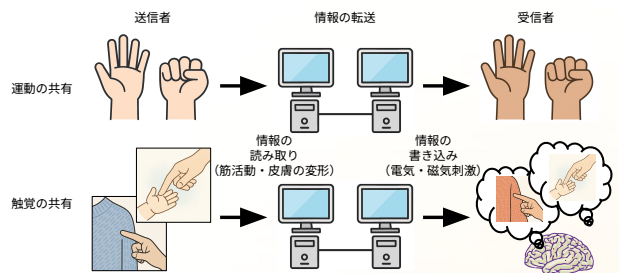 送信者
情報の転送
受信者
運動の共有
情報の
読み取り
（筋活動・皮膚の変形）
情報の
書き込み
（電気・磁気刺激）
触覚の共有